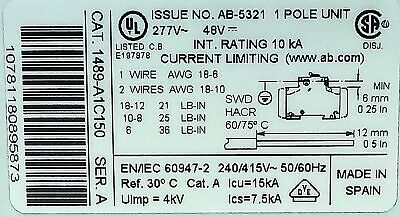 ISSUE NO. AB-5321 1 POLE UNIT
277V~ 48V⎓
LISTED C.B.
E197878
INT. RATING 10 kA
CURRENT LIMITING (www.ab.com)
DISJ.
1 WIRE AWG 18-6
2 WIRES AWG 18-10
18-12 21 LB-IN
10-8 25 LB-IN
6 36 LB-IN
SWD
HACR
60/75°C
MIN
6 mm
0.25 In
12 mm
0.5 In
EN/IEC 60947-2 240/415V~ 50/60Hz
Ref. 30° C Cat. A Icu=15kA
UImp = 4kV Ics=7.5kA
DVE
MADE IN
SPAIN
CAT. 1489-A1C150 SER. A
10781180895873
UL
SA